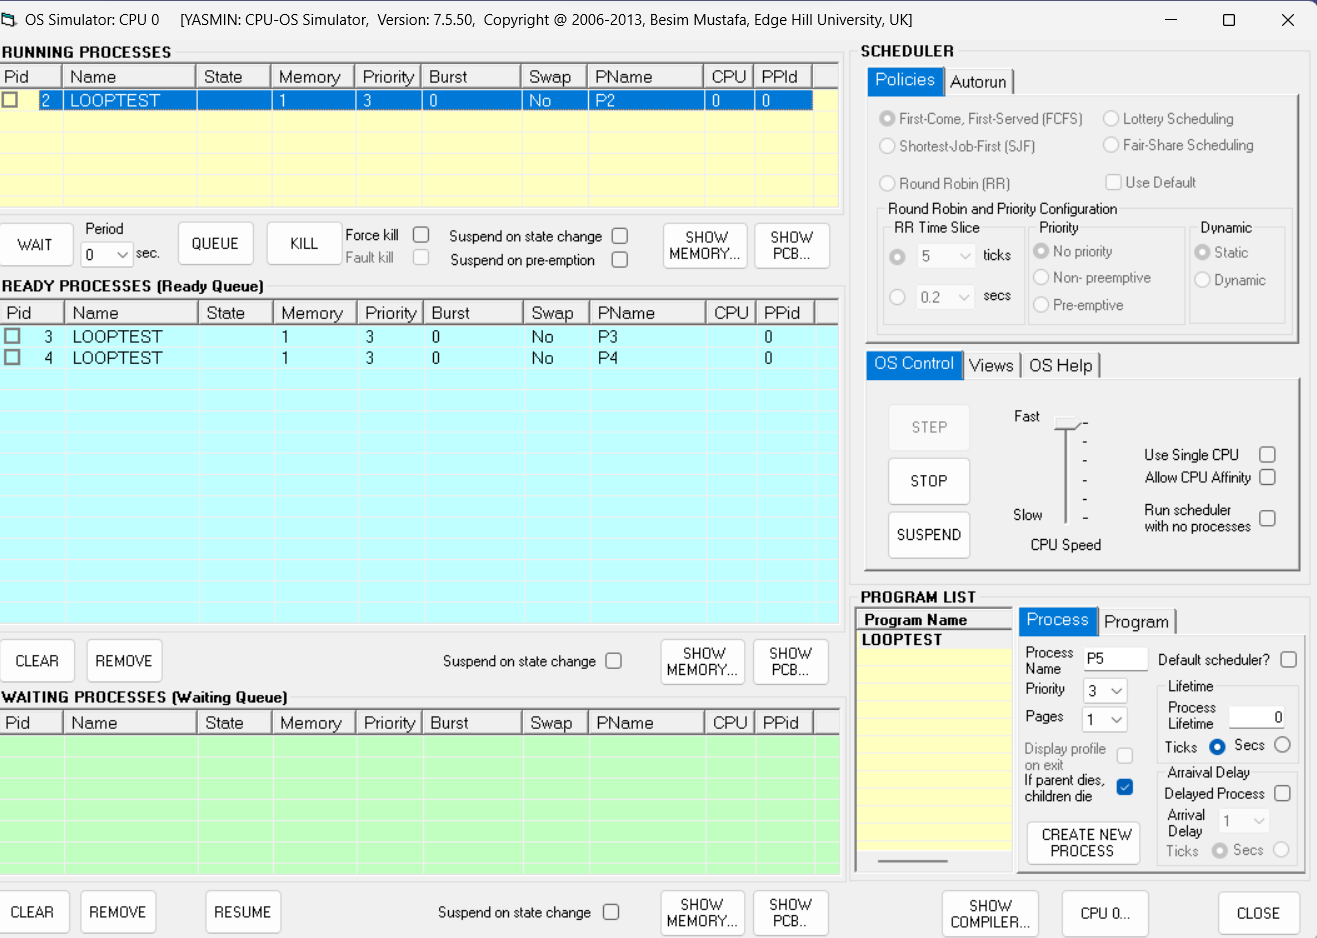 OS Simulator: CPU 0 [YASMIN: CPU-OS Simulator, Version: 7.5.50, Copyright @ 2006-2013, Besim Mustafa, Edge Hill University, UK]
RUNNING PROCESSES
Pid Name State Memory Priority Burst Swap PName CPU PPId
2 LOOPTEST 1 3 0 No P2 0 0
WAIT
Period
0 sec.
QUEUE
KILL
Force kill
Fault kill
Suspend on state change
Suspend on pre-emption
SHOW
MEMORY...
SHOW
PCB...
READY PROCESSES (Ready Queue)
Pid Name State Memory Priority Burst Swap PName CPU PPid
3 LOOPTEST 1 3 0 No P3 0
4 LOOPTEST 1 3 0 No P4 0
CLEAR
REMOVE
Suspend on state change
SHOW
MEMORY...
SHOW
PCB...
WAITING PROCESSES (Waiting Queue)
Pid Name State Memory Priority Burst Swap PName CPU PPid
CLEAR
REMOVE
RESUME
Suspend on state change
SHOW
MEMORY...
SHOW
PCB..
SCHEDULER
Policies Autorun
First-Come, First-Served (FCFS) Lottery Scheduling
Shortest-Job-First (SJF) Fair-Share Scheduling
Round Robin (RR) Use Default
Round Robin and Priority Configuration
RR Time Slice
5 ticks
0.2 secs
Priority
No priority
Non- preemptive
Pre-emptive
Dynamic
Static
Dynamic
OS Control Views OS Help
STEP
STOP
SUSPEND
Fast
Slow
CPU Speed
Use Single CPU
Allow CPU Affinity
Run scheduler
with no processes
PROGRAM LIST
Program Name
LOOPTEST
Process Program
Process
Name P5
Priority 3
Pages 1
Display profile
on exit
If parent dies,
children die
CREATE NEW
PROCESS
Default scheduler?
Lifetime
Process
Lifetime 0
Ticks Secs
Arraival Delay
Delayed Process
Arrival
Delay 1
Ticks Secs
SHOW
COMPILER...
CPU 0...
CLOSE